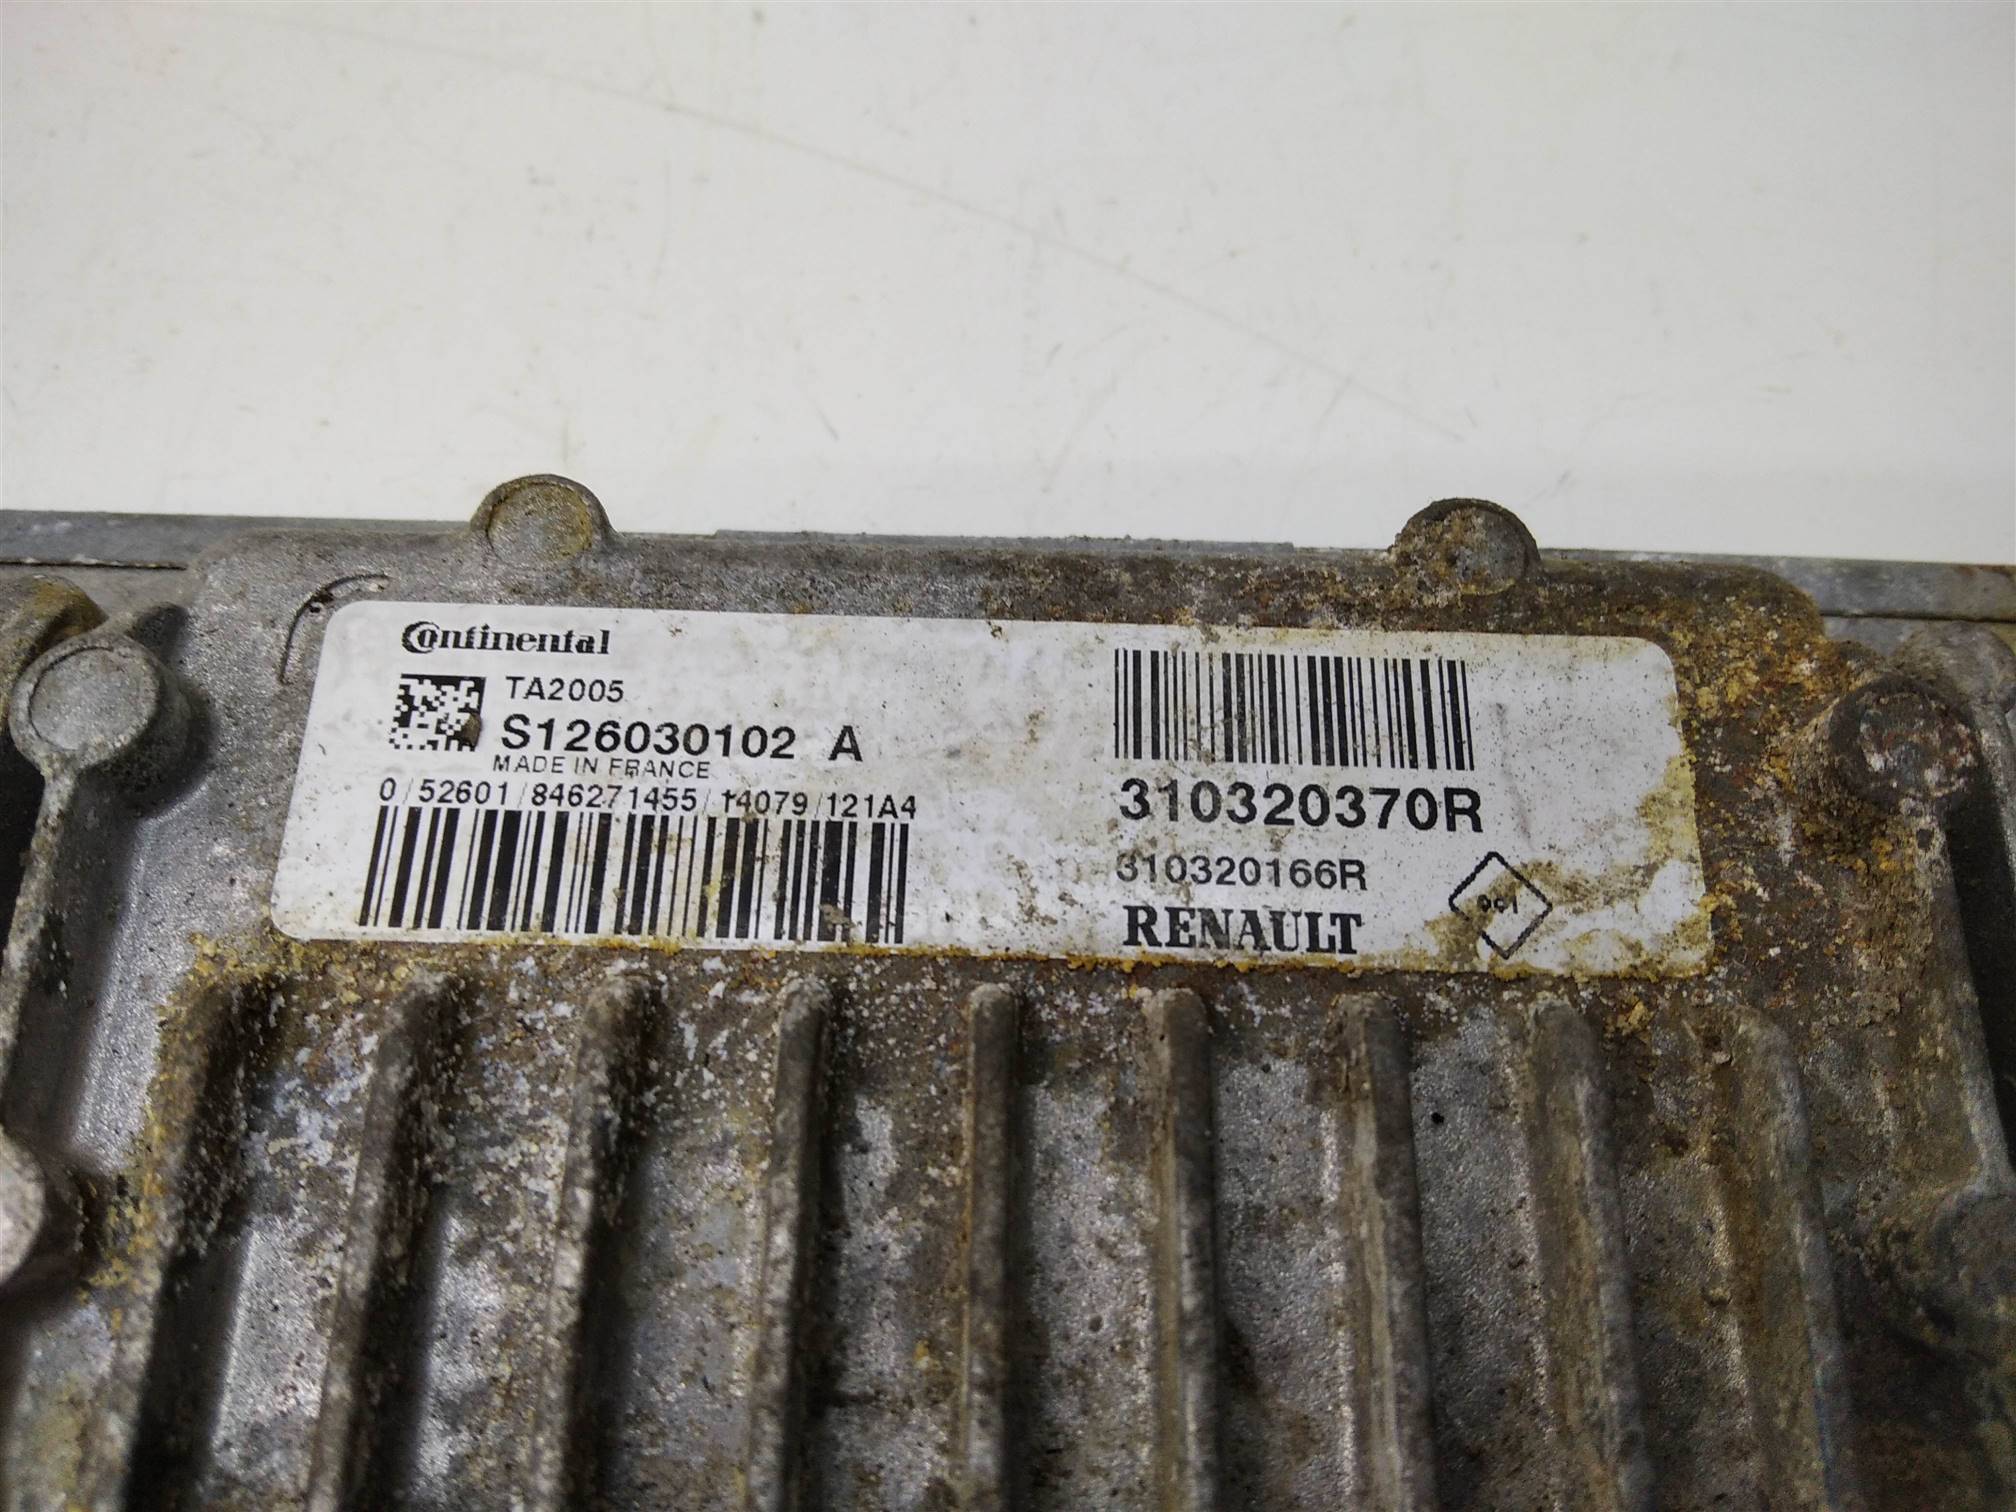 Continental
TA2005
S126030102 A
MADE IN FRANCE
0/52601/846271455/14079/121A4
310320370R
310320166R
RENAULT